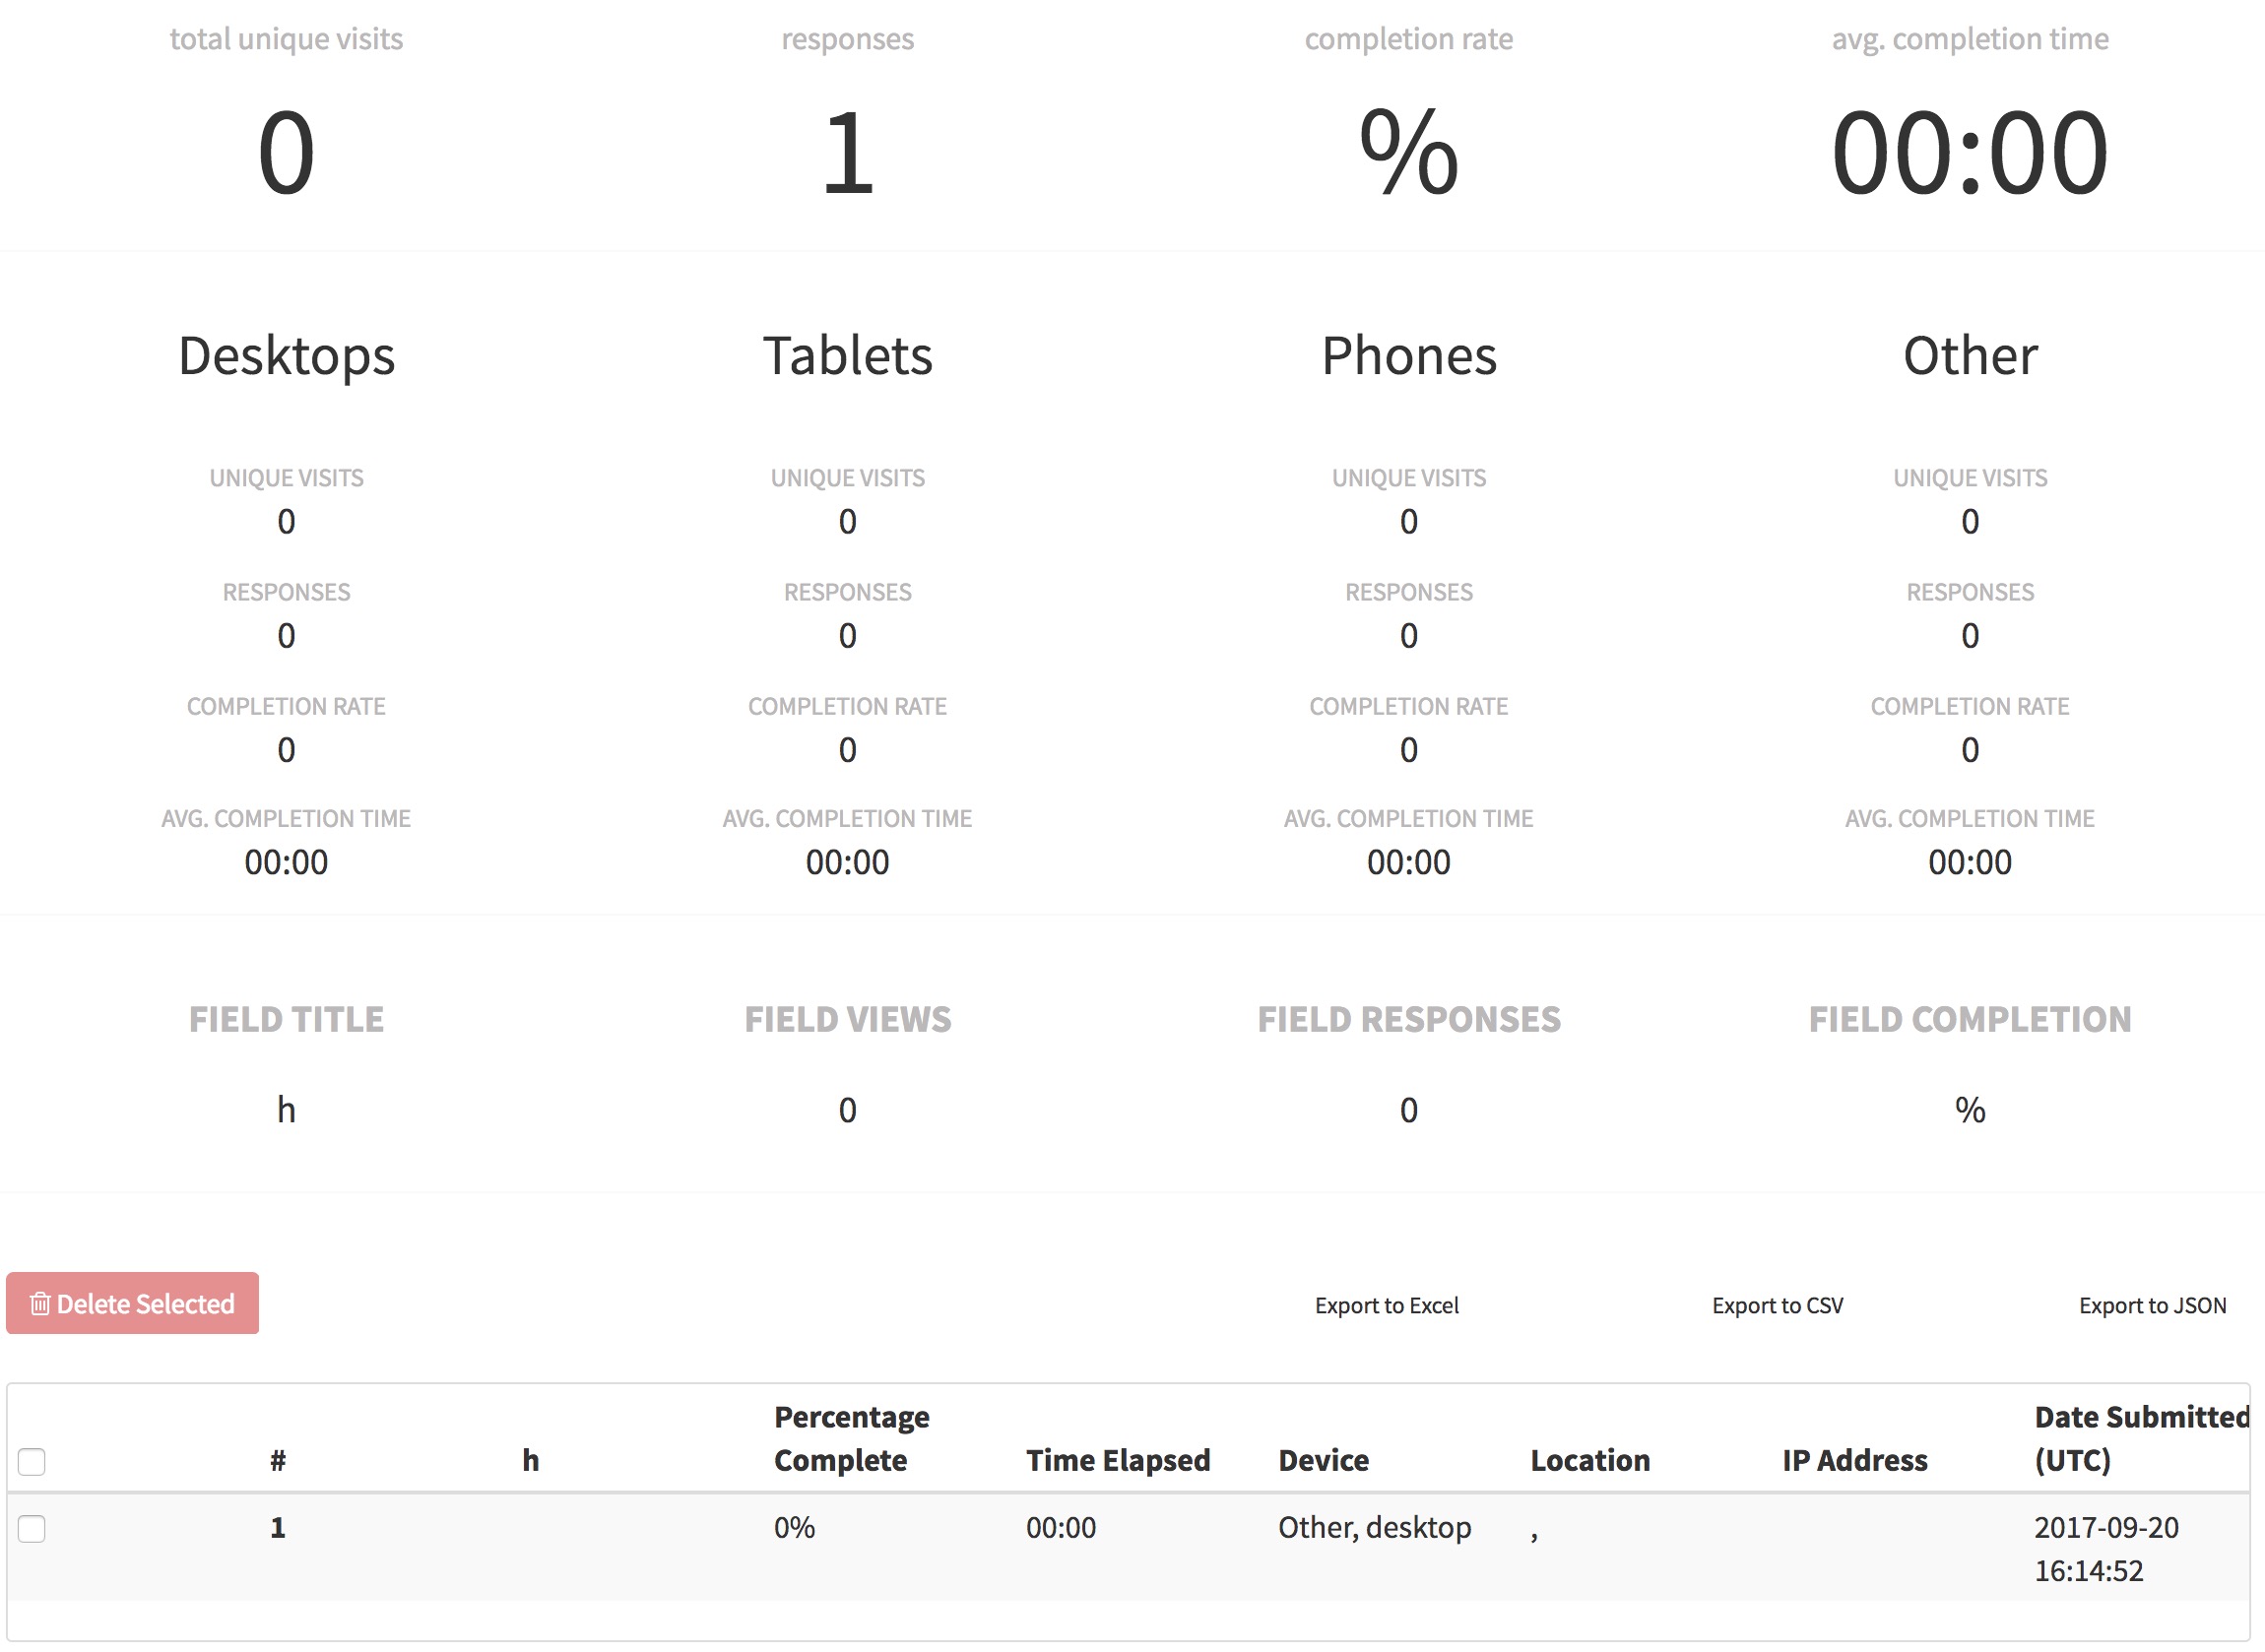 total unique visits responses completion rate avg. completion time
0 1 % 00:00
Desktops Tablets Phones Other
UNIQUE VISITS UNIQUE VISITS UNIQUE VISITS UNIQUE VISITS
0 0 0 0
RESPONSES RESPONSES RESPONSES RESPONSES
0 0 0 0
COMPLETION RATE COMPLETION RATE COMPLETION RATE COMPLETION RATE
0 0 0 0
AVG. COMPLETION TIME AVG. COMPLETION TIME AVG. COMPLETION TIME AVG. COMPLETION TIME
00:00 00:00 00:00 00:00
FIELD TITLE FIELD VIEWS FIELD RESPONSES FIELD COMPLETION
h 0 0 %
Delete Selected Export to Excel Export to CSV Export to JSON
# h Percentage Complete Time Elapsed Device Location IP Address Date Submitted (UTC)
1 0% 00:00 Other, desktop , 2017-09-20 16:14:52